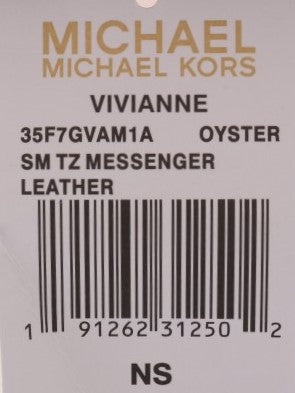 MICHAEL
MICHAEL KORS
VIVIANNE
35F7GVAM1A OYSTER
SM TZ MESSENGER
LEATHER
1 91262 31250 2
NS